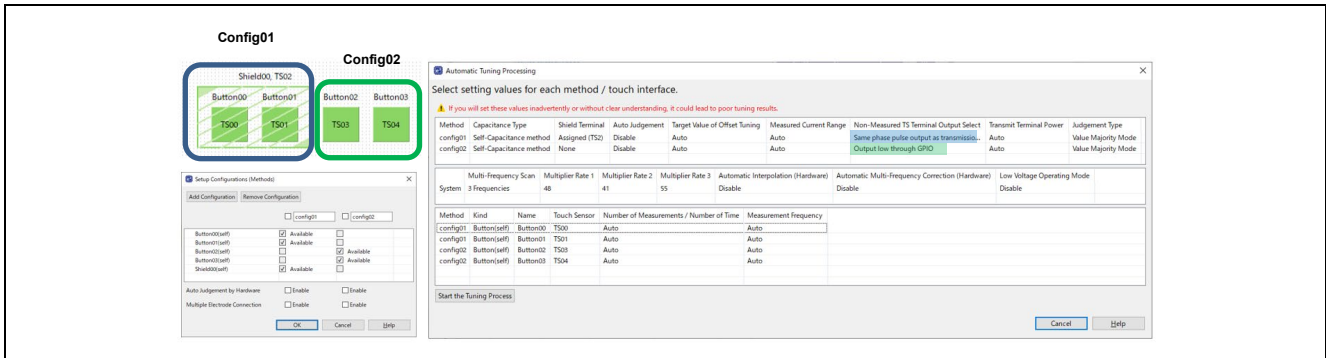 Config01
Config02
Shield00, TS02
Button00 Button01 Button02 Button03
TS00 TS01 TS03 TS04
Setup Configurations (Methods)
Add Configuration Remove Configuration
config01 config02
Button00(self) Available
Button01(self) Available
Button02(self) Available
Button03(self) Available
Shield00(self) Available
Auto Judgement by Hardware Enable Enable
Multiple Electrode Connection Enable Enable
OK Cancel Help
Automatic Tuning Processing
Select setting values for each method / touch interface.
If you will set these values inadvertently or without clear understanding, it could lead to poor tuning results.
Method Capacitance Type Shield Terminal Auto Judgement Target Value of Offset Tuning Measured Current Range Non-Measured TS Terminal Output Select Transmit Terminal Power Judgement Type
config01 Self-Capacitance method Assigned (TS2) Disable Auto Auto Same phase pulse output as transmissio... Auto Value Majority Mode
config02 Self-Capacitance method None Disable Auto Auto Output low through GPIO Auto Value Majority Mode
Multi-Frequency Scan Multiplier Rate 1 Multiplier Rate 2 Multiplier Rate 3 Automatic Interpolation (Hardware) Automatic Multi-Frequency Correction (Hardware) Low Voltage Operating Mode
System 3 Frequencies 48 41 55 Disable Disable Disable
Method Kind Name Touch Sensor Number of Measurements / Number of Time Measurement Frequency
config01 Button(self) Button00 TS00 Auto Auto
config01 Button(self) Button01 TS01 Auto Auto
config02 Button(self) Button02 TS03 Auto Auto
config02 Button(self) Button03 TS04 Auto Auto
Start the Tuning Process
Cancel Help